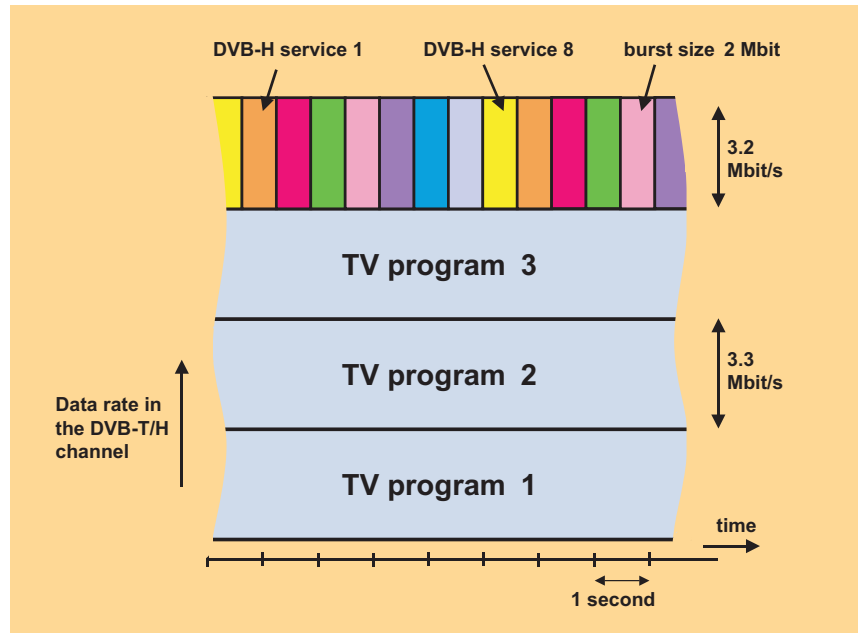 DVB-H service 1
DVB-H service 8
burst size 2 Mbit
3.2
Mbit/s
TV program 3
TV program 2
3.3
Mbit/s
Data rate in
the DVB-T/H
channel
TV program 1
time
1 second